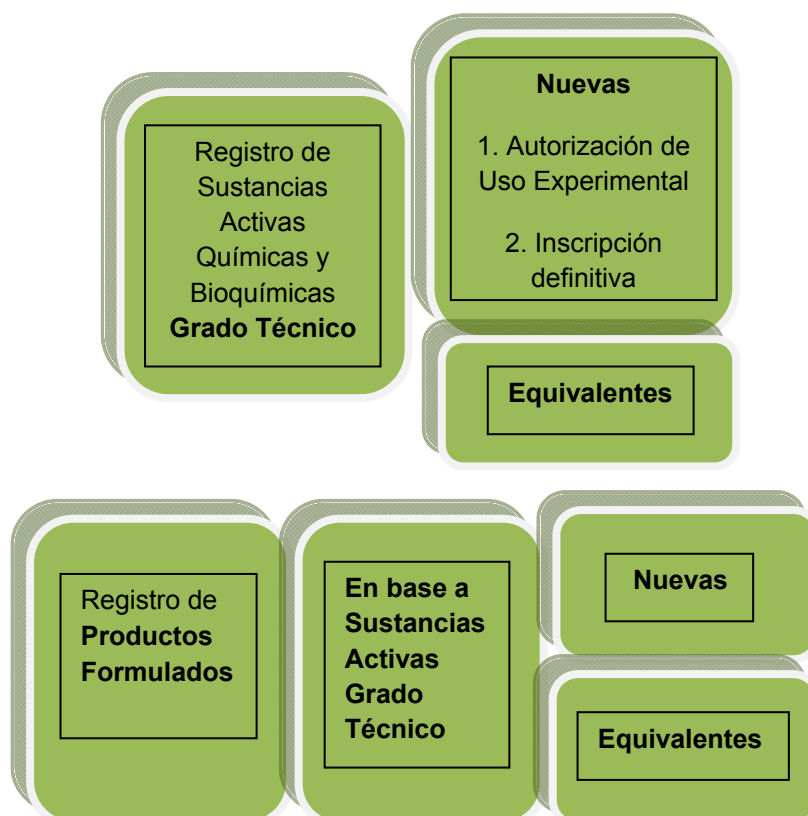 Registro de
Sustancias
Activas
Químicas y
Bioquímicas
Grado Técnico
Nuevas
1. Autorización de
Uso Experimental
2. Inscripción
definitiva
Equivalentes
Registro de
Productos
Formulados
En base a
Sustancias
Activas
Grado
Técnico
Nuevas
Equivalentes